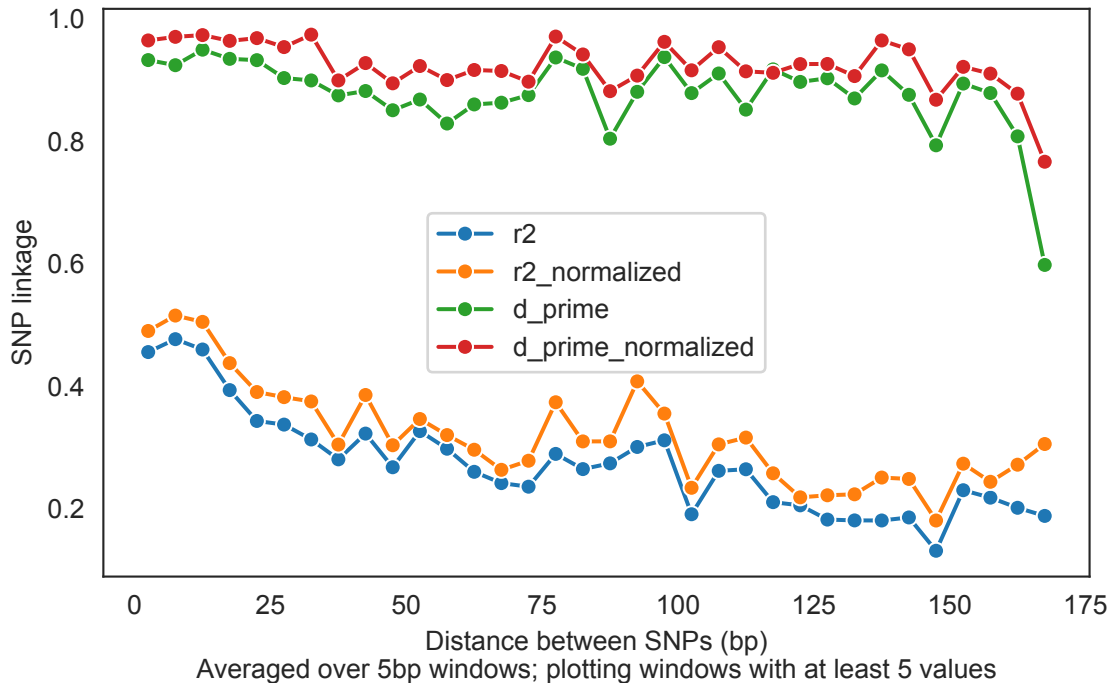 1.0
0.8
0.6
0.4
0.2
SNP linkage
r2
r2_normalized
d_prime
d_prime_normalized
0 25 50 75 100 125 150 175
Distance between SNPs (bp)
Averaged over 5bp windows; plotting windows with at least 5 values